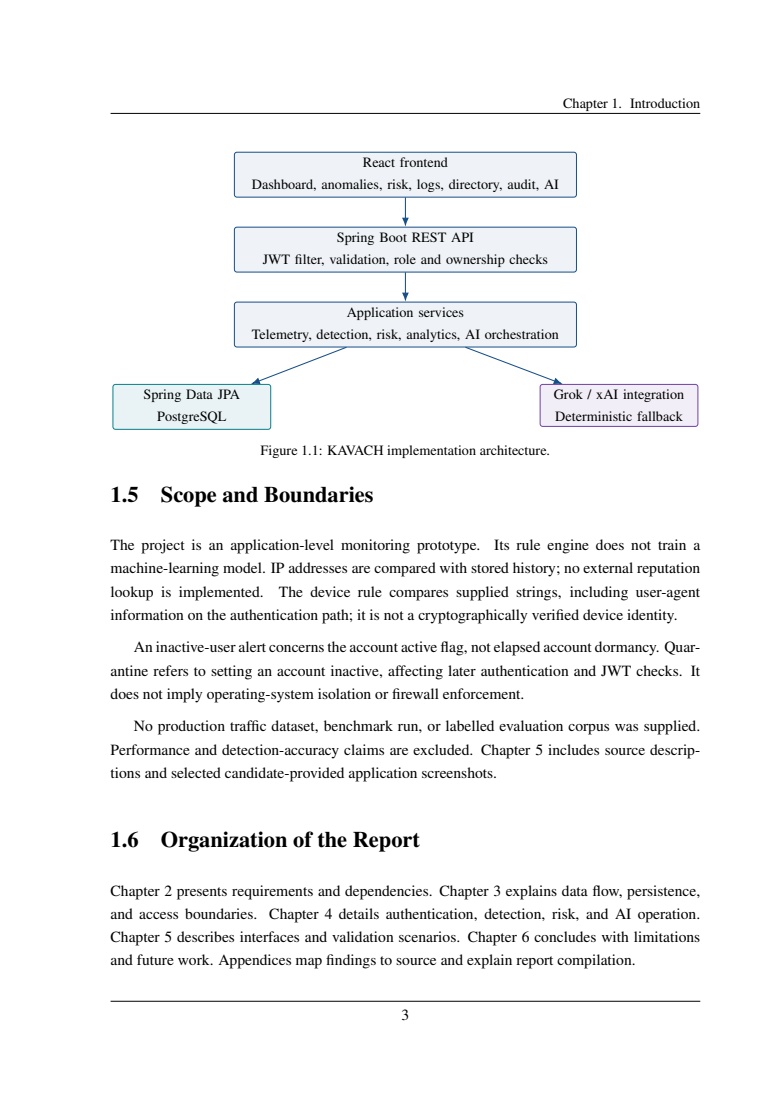 Chapter 1. Introduction
React frontend
Dashboard, anomalies, risk, logs, directory, audit, AI
Spring Boot REST API
JWT filter, validation, role and ownership checks
Application services
Telemetry, detection, risk, analytics, AI orchestration
Spring Data JPA
PostgreSQL
Grok / xAI integration
Deterministic fallback
Figure 1.1: KAVACH implementation architecture.
1.5 Scope and Boundaries
The project is an application-level monitoring prototype. Its rule engine does not train a
machine-learning model. IP addresses are compared with stored history; no external reputation
lookup is implemented. The device rule compares supplied strings, including user-agent
information on the authentication path; it is not a cryptographically verified device identity.
An inactive-user alert concerns the account active flag, not elapsed account dormancy. Quar-
antine refers to setting an account inactive, affecting later authentication and JWT checks. It
does not imply operating-system isolation or firewall enforcement.
No production traffic dataset, benchmark run, or labelled evaluation corpus was supplied.
Performance and detection-accuracy claims are excluded. Chapter 5 includes source descrip-
tions and selected candidate-provided application screenshots.
1.6 Organization of the Report
Chapter 2 presents requirements and dependencies. Chapter 3 explains data flow, persistence,
and access boundaries. Chapter 4 details authentication, detection, risk, and AI operation.
Chapter 5 describes interfaces and validation scenarios. Chapter 6 concludes with limitations
and future work. Appendices map findings to source and explain report compilation.
3